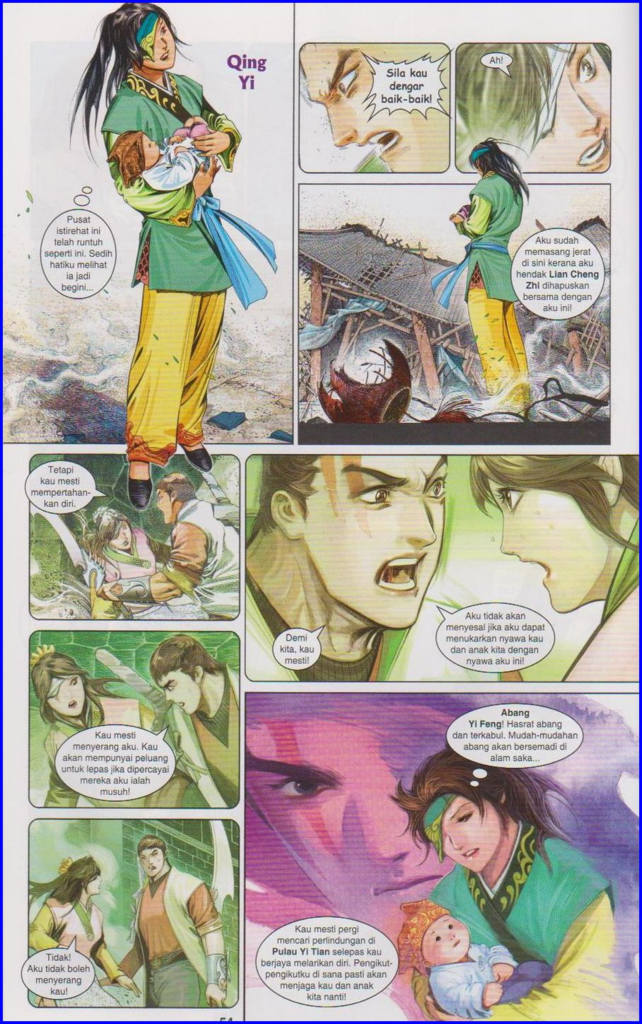 Qing
Yi
Pusat
istirehat ini
telah runtuh
seperti ini. Sedih
hatiku melihat
ia jadi
begini...
Sila kau
dengar
baik-baik!
Ah!
Aku sudah
memasang jerat
di sini kerana aku
hendak Lian Cheng
Zhi dihapuskan
bersama dengan
aku ini!
Tetapi
kau mesti
mempertahan-
kan diri.
Demi
kita, kau
mesti!
Aku tidak akan
menyesal jika aku dapat
menukarkan nyawa kau
dan anak kita dengan
nyawa aku ini!
Kau mesti
menyerang aku. Kau
akan mempunyai peluang
untuk lepas jika dipercayai
mereka aku ialah
musuh!
Tidak!
Aku tidak boleh
menyerang
kau!
Abang
Yi Feng! Hasrat abang
dan terkabul. Mudah-mudahan
abang akan bersemadi di
alam saka...
Kau mesti pergi
mencari perlindungan di
Pulau Yi Tian selepas kau
berjaya melarikan diri. Pengikut-
pengikutku di sana pasti akan
menjaga kau dan anak
kita nanti!